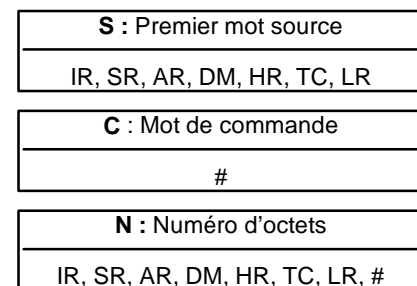 S : Premier mot source
IR, SR, AR, DM, HR, TC, LR
C : Mot de commande
#
N : Numéro d'octets
IR, SR, AR, DM, HR, TC, LR, #